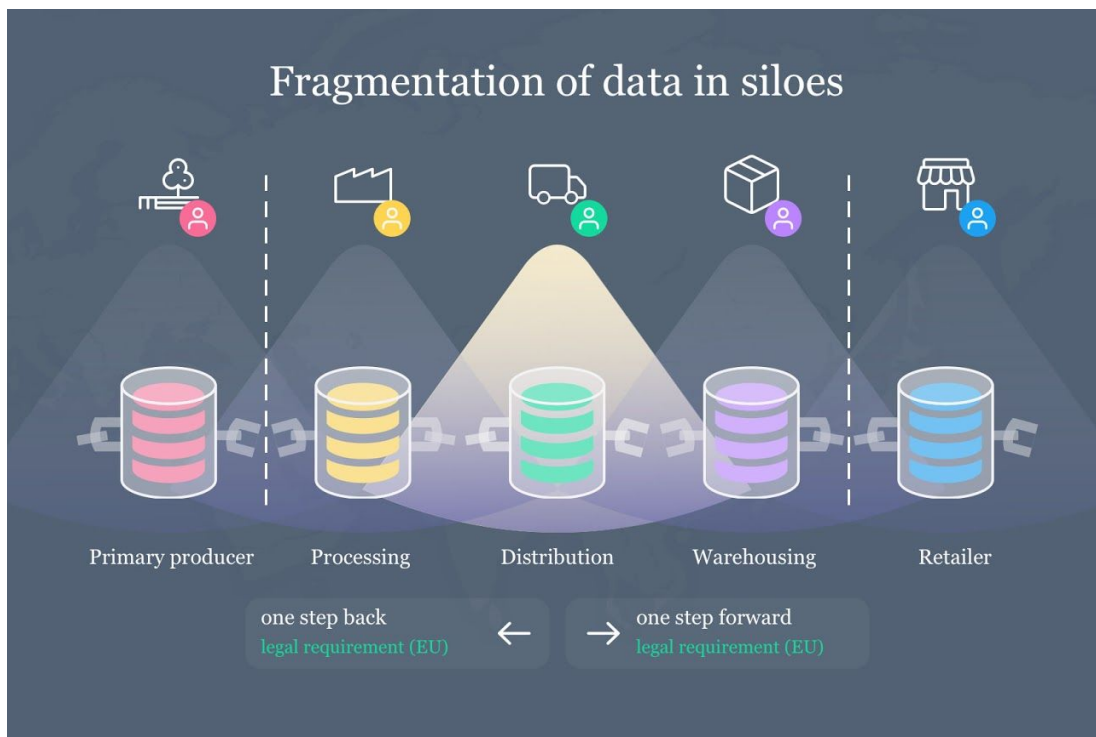 Fragmentation of data in siloes
Primary producer
Processing
Distribution
Warehousing
Retailer
one step back
legal requirement (EU)
one step forward
legal requirement (EU)